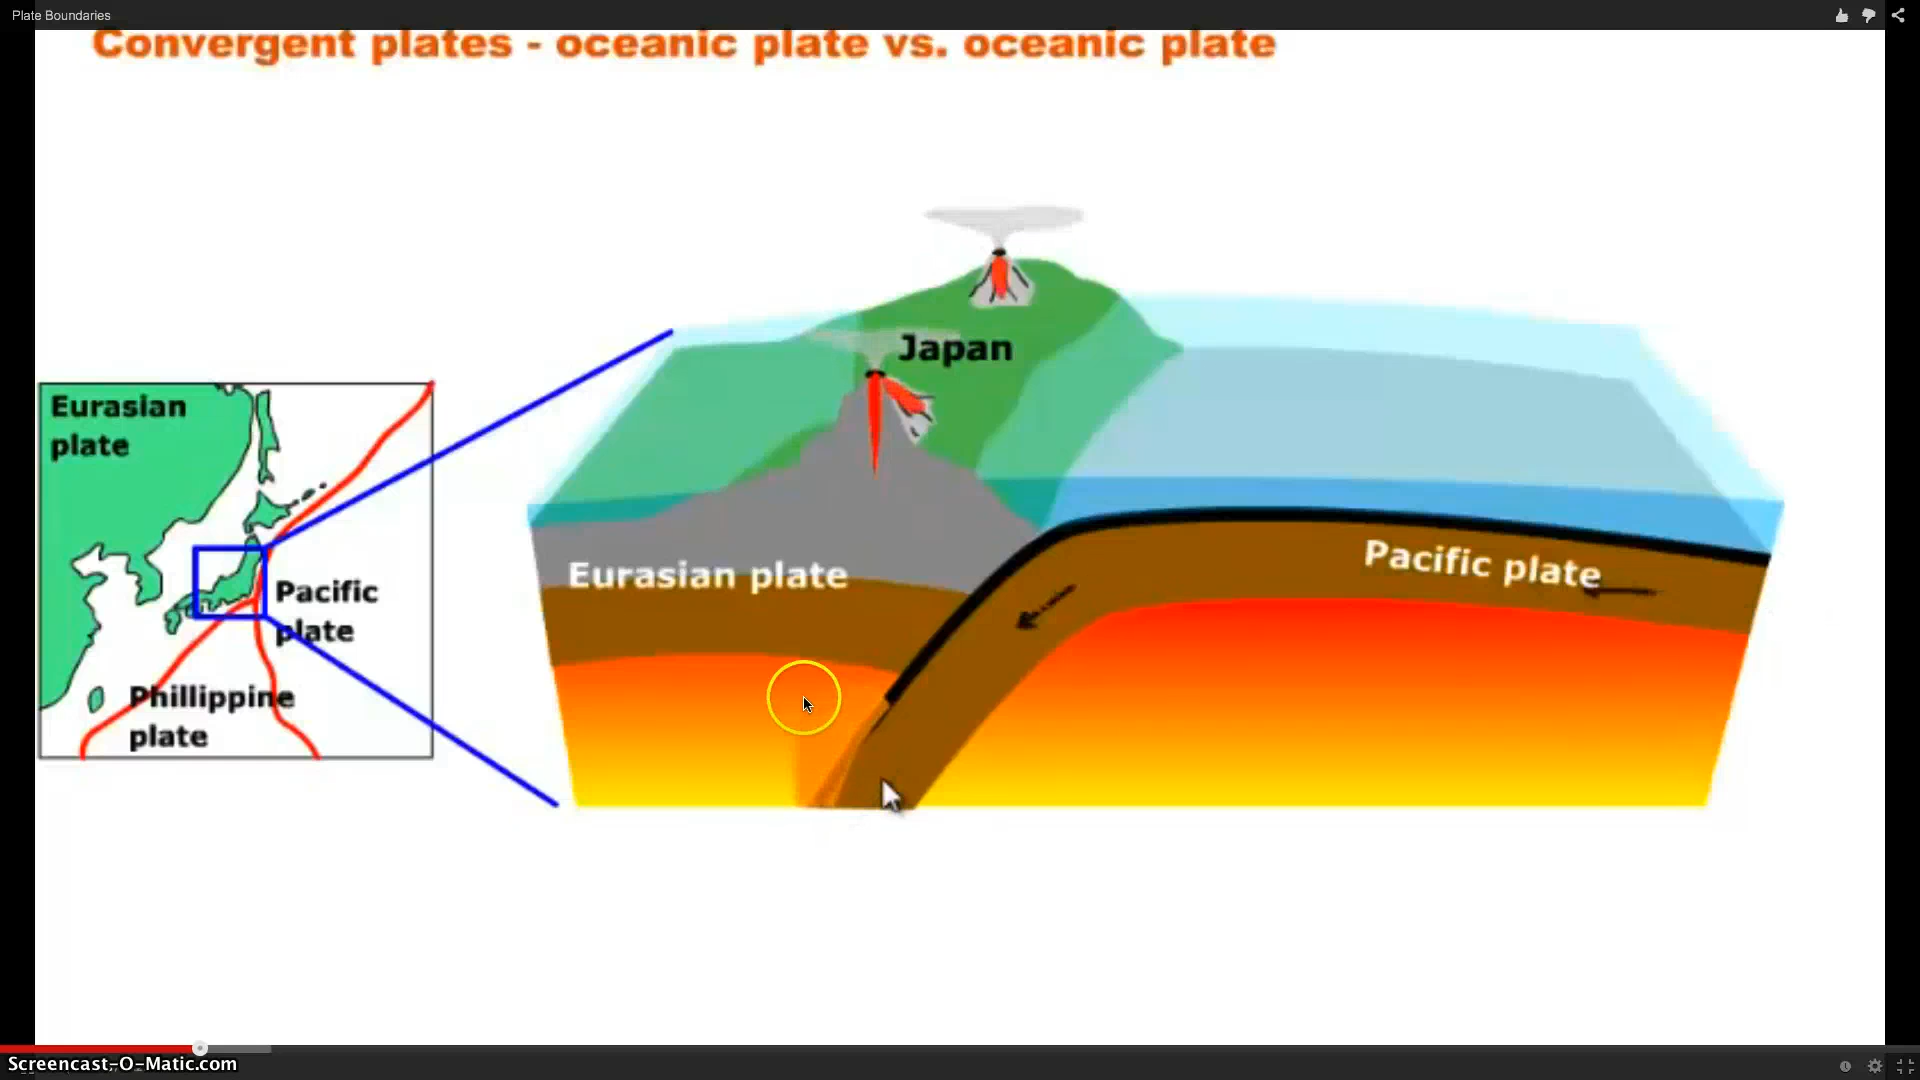 Plate Boundaries
Convergent plates - oceanic plate vs. oceanic plate
Japan
Eurasian
plate
Pacific
plate
Phillippine
plate
Eurasian plate
Pacific plate
Screencast-O-Matic.com